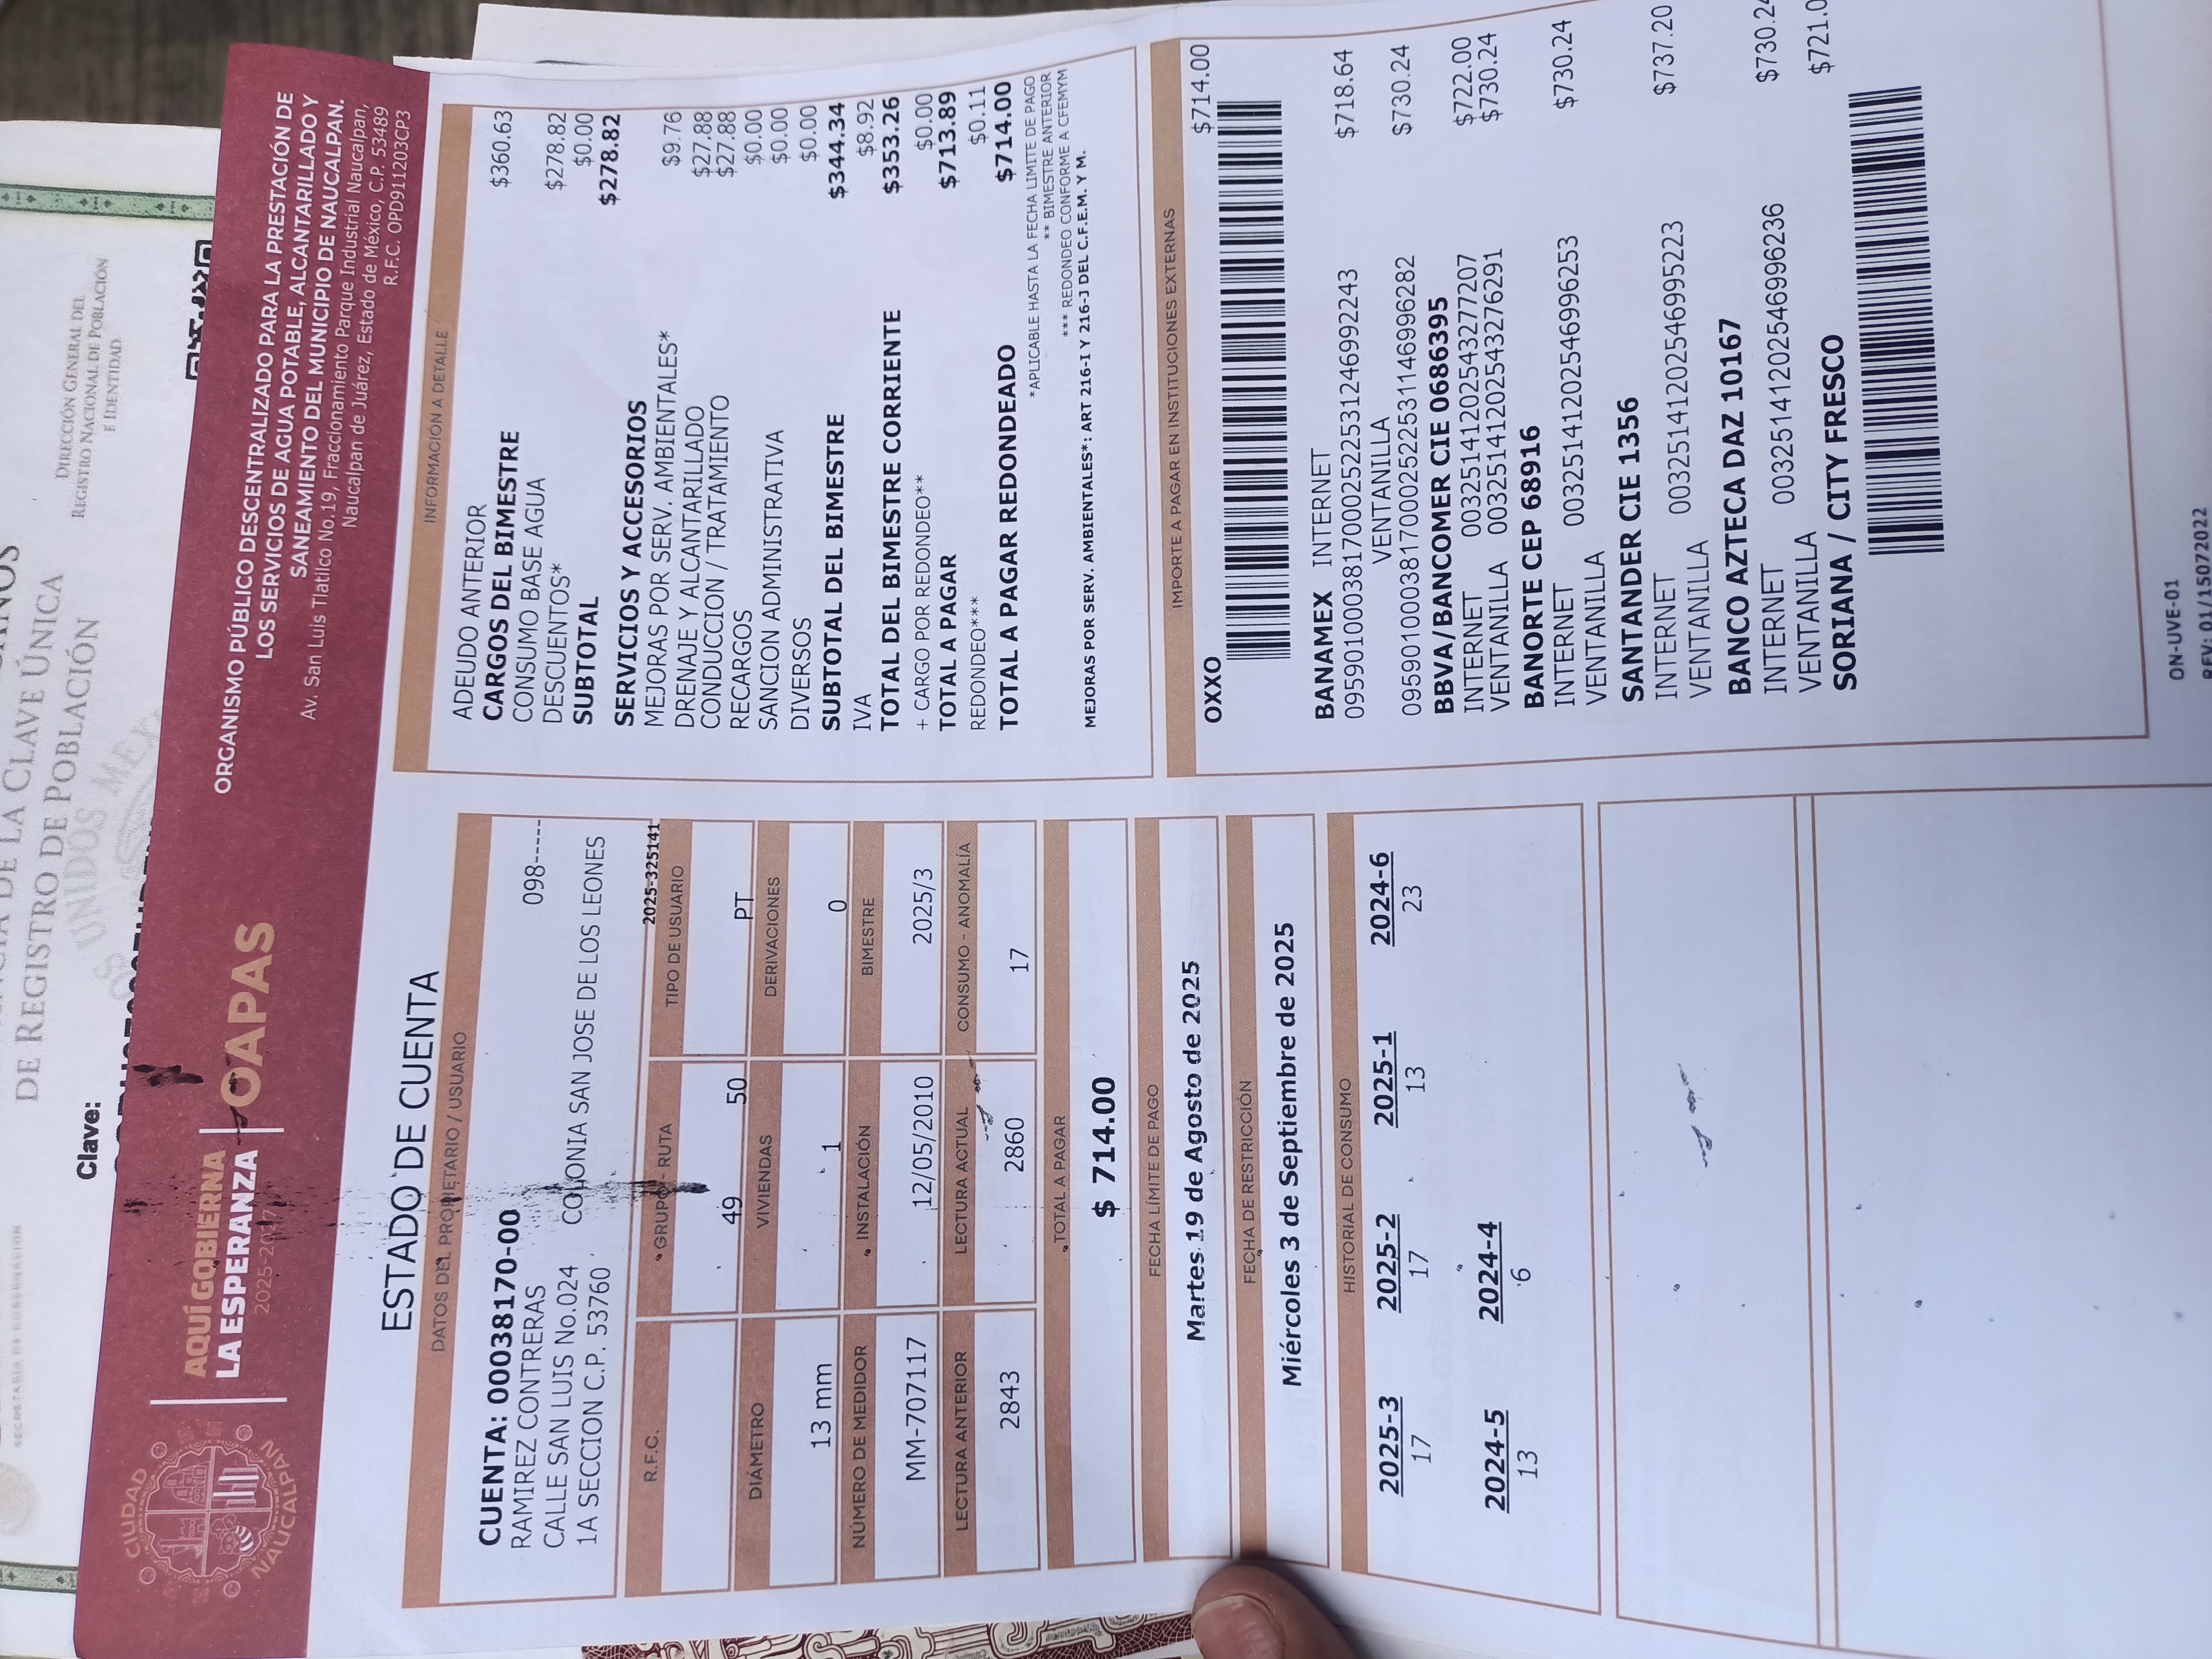 DIRECCIÓN GENERAL DEL
REGISTRO NACIONAL DE POBLACIÓN
E IDENTIDAD
DE LA CLAVE ÚNICA
DE REGISTRO DE POBLACIÓN
Clave:
CIUDAD
NAUCALPAN
AQUÍ GOBIERNA
LA ESPERANZA
2025-2027
OAPAS
ORGANISMO PÚBLICO DESCENTRALIZADO PARA LA PRESTACIÓN DE
LOS SERVICIOS DE AGUA POTABLE, ALCANTARILLADO Y
SANEAMIENTO DEL MUNICIPIO DE NAUCALPAN.
Av. San Luis Tlatilco No.19, Fraccionamiento Parque Industrial Naucalpan,
Naucalpan de Juárez, Estado de México, C.P. 53489
R.F.C. OPD911203CP3
ESTADO DE CUENTA
DATOS DEL PROPIETARIO / USUARIO
CUENTA: 00038170-00
RAMIREZ CONTRERAS 098-----
CALLE SAN LUIS No.024 COLONIA SAN JOSE DE LOS LEONES
1A SECCION C.P. 53760
2025-325141
R.F.C. GRUPO - RUTA TIPO DE USUARIO
49 50 PT
DIÁMETRO VIVIENDAS DERIVACIONES
13 mm 1 0
NÚMERO DE MEDIDOR INSTALACIÓN BIMESTRE
MM-707117 12/05/2010 2025/3
LECTURA ANTERIOR LECTURA ACTUAL CONSUMO - ANOMALÍA
2843 2860 17
TOTAL A PAGAR
$ 714.00
FECHA LÍMITE DE PAGO
Martes 19 de Agosto de 2025
FECHA DE RESTRICCIÓN
Miércoles 3 de Septiembre de 2025
HISTORIAL DE CONSUMO
2025-3 2025-2 2025-1 2024-6
17 17 13 23
2024-5 2024-4
13 6
INFORMACIÓN A DETALLE
ADEUDO ANTERIOR $360.63
CARGOS DEL BIMESTRE
CONSUMO BASE AGUA $278.82
DESCUENTOS* $0.00
SUBTOTAL $278.82
SERVICIOS Y ACCESORIOS
MEJORAS POR SERV. AMBIENTALES* $9.76
DRENAJE Y ALCANTARILLADO $27.88
CONDUCCION / TRATAMIENTO $27.88
RECARGOS $0.00
SANCION ADMINISTRATIVA $0.00
DIVERSOS $0.00
SUBTOTAL DEL BIMESTRE $344.34
IVA $8.92
TOTAL DEL BIMESTRE CORRIENTE $353.26
+ CARGO POR REDONDEO** $0.00
TOTAL A PAGAR $713.89
REDONDEO*** $0.11
TOTAL A PAGAR REDONDEADO $714.00
*APLICABLE HASTA LA FECHA LIMITE DE PAGO
** BIMESTRE ANTERIOR
*** REDONDEO CONFORME A CFEMYM
MEJORAS POR SERV. AMBIENTALES*: ART 216-I Y 216-J DEL C.F.E.M. Y M.
IMPORTE A PAGAR EN INSTITUCIONES EXTERNAS
OXXO $714.00
BANAMEX INTERNET
0959010003817000252225312469922​43 $718.64
VENTANILLA
095901000381700025222531146996282 $730.24
BBVA/BANCOMER CIE 0686395
INTERNET 00325141202543277207 $722.00
VENTANILLA 00325141202543276291 $730.24
BANORTE CEP 68916
INTERNET 00325141202546996253 $730.24
VENTANILLA
SANTANDER CIE 1356
INTERNET 00325141202546995223 $737.20
VENTANILLA
BANCO AZTECA DAZ 10167
INTERNET 00325141202546996236 $730.24
VENTANILLA
SORIANA / CITY FRESCO $721.0
ON-UVE-01
REV: 01/15072022